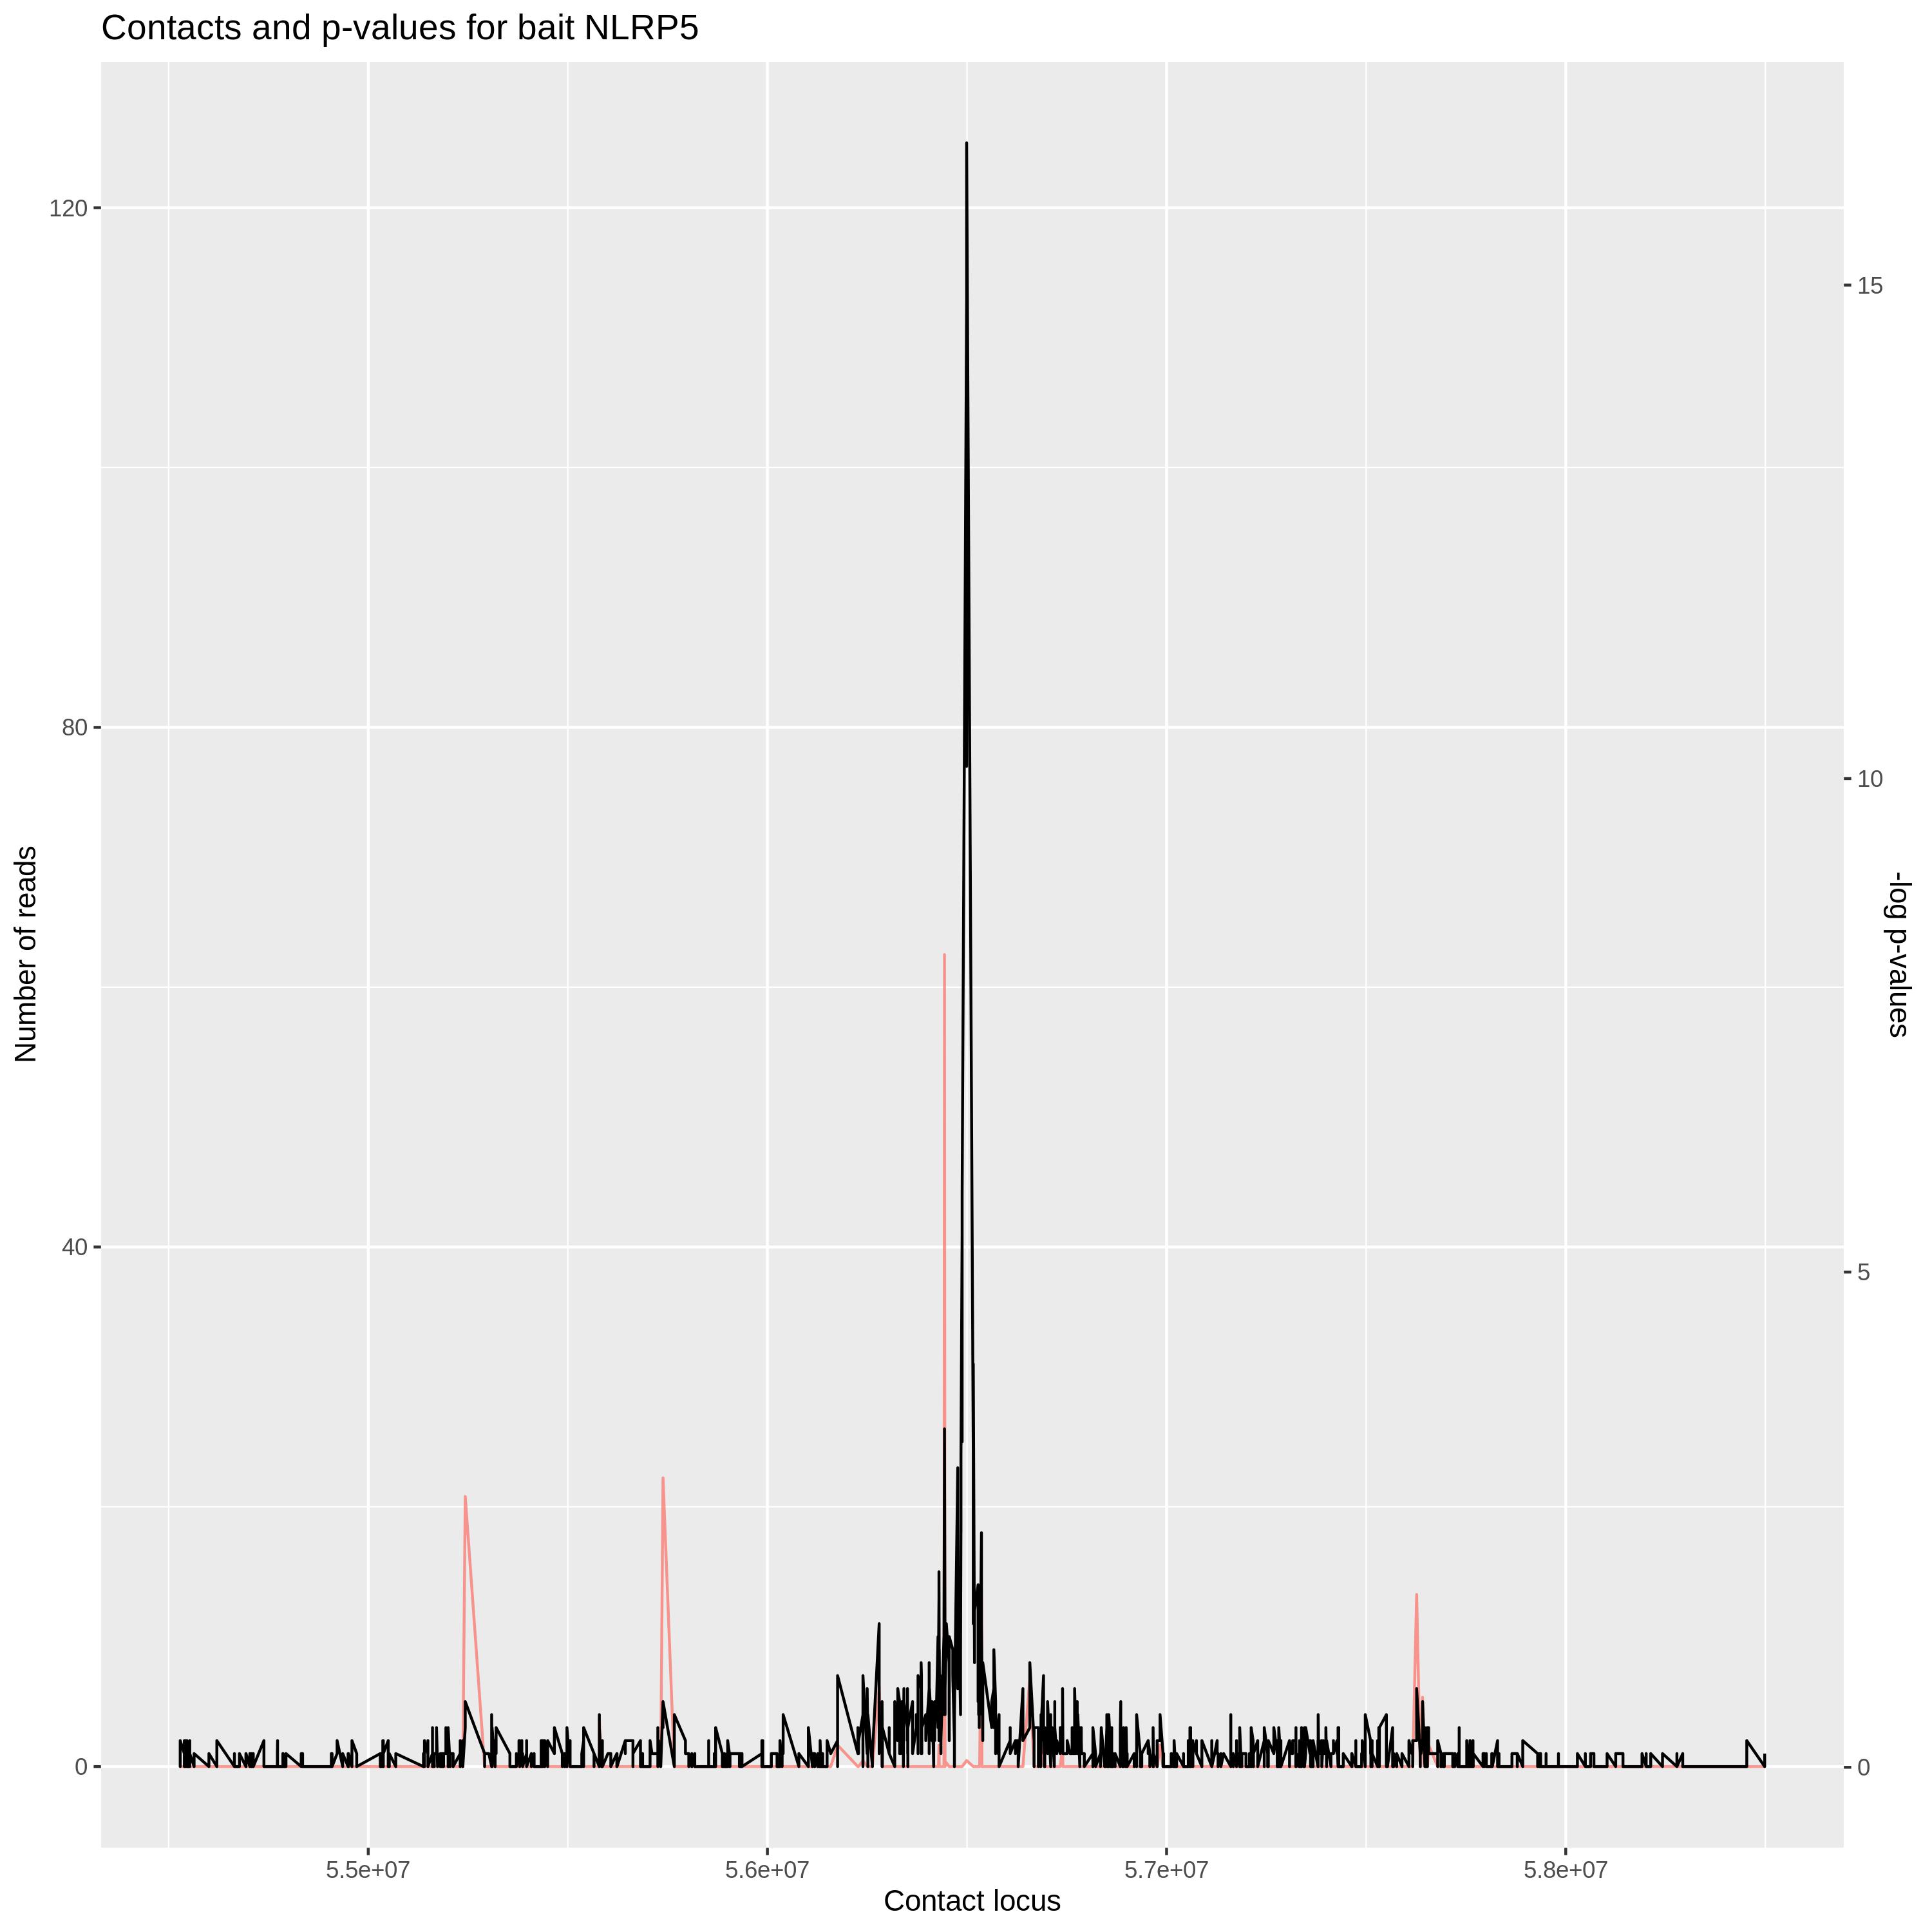 Contacts and p-values for bait NLRP5
120
80
40
0
Number of reads
15
10
5
0
-log p-values
5.5e+07 5.6e+07 5.7e+07 5.8e+07
Contact locus